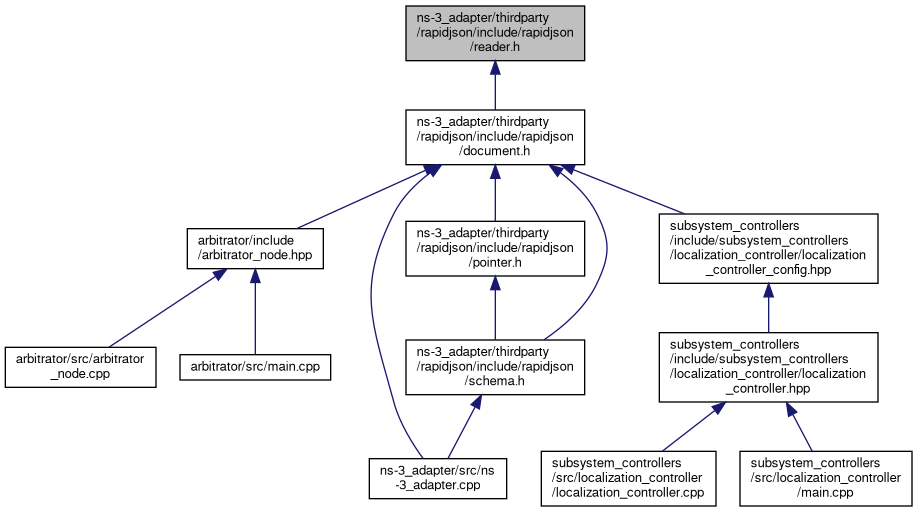 ns-3_adapter/thirdparty
/rapidjson/include/rapidjson
/reader.h
ns-3_adapter/thirdparty
/rapidjson/include/rapidjson
/document.h
arbitrator/include
/arbitrator_node.hpp
ns-3_adapter/thirdparty
/rapidjson/include/rapidjson
/pointer.h
subsystem_controllers
/include/subsystem_controllers
/localization_controller/localization
_controller_config.hpp
arbitrator/src/arbitrator
_node.cpp
arbitrator/src/main.cpp
ns-3_adapter/thirdparty
/rapidjson/include/rapidjson
/schema.h
subsystem_controllers
/include/subsystem_controllers
/localization_controller/localization
_controller.hpp
ns-3_adapter/src/ns
-3_adapter.cpp
subsystem_controllers
/src/localization_controller
/localization_controller.cpp
subsystem_controllers
/src/localization_controller
/main.cpp